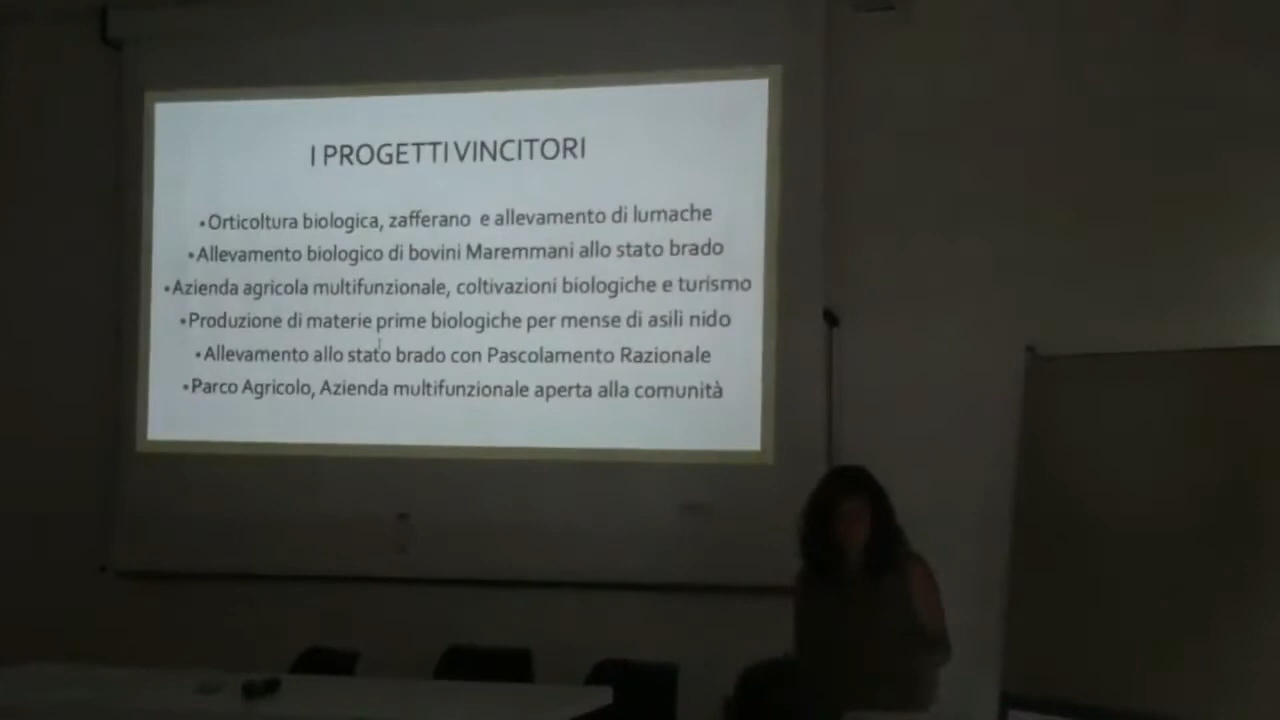 I PROGETTI VINCITORI
•Orticoltura biologica, zafferano e allevamento di lumache
•Allevamento biologico di bovini Maremmani allo stato brado
•Azienda agricola multifunzionale, coltivazioni biologiche e turismo
•Produzione di materie prime biologiche per mense di asili nido
•Allevamento allo stato brado con Pascolamento Razionale
•Parco Agricolo, Azienda multifunzionale aperta alla comunità